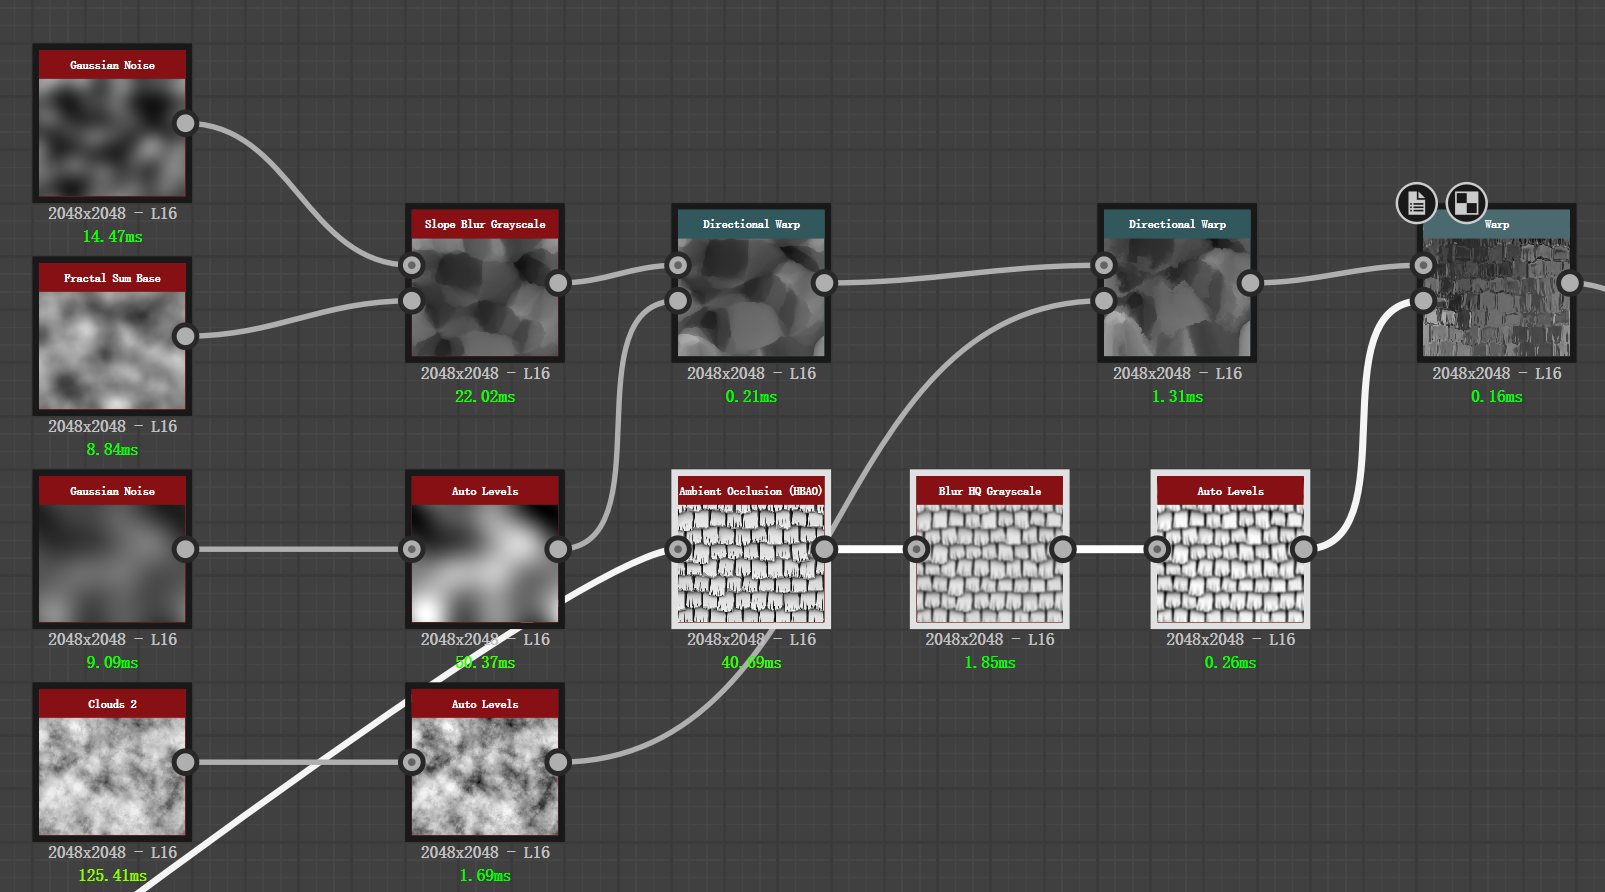 Gaussian Noise
2048x2048 - L16
14.47ms
Fractal Sum Base
2048x2048 - L16
8.84ms
Gaussian Noise
2048x2048 - L16
9.09ms
Clouds 2
2048x2048 - L16
125.41ms
Slope Blur Grayscale
2048x2048 - L16
22.02ms
Auto Levels
2048x2048 - L16
50.37ms
Auto Levels
2048x2048 - L16
1.69ms
Directional Warp
2048x2048 - L16
0.21ms
Ambient Occlusion (HBAO)
2048x2048 - L16
40.69ms
Blur HQ Grayscale
2048x2048 - L16
1.85ms
Directional Warp
2048x2048 - L16
1.31ms
Auto Levels
2048x2048 - L16
0.26ms
Warp
2048x2048 - L16
0.16ms